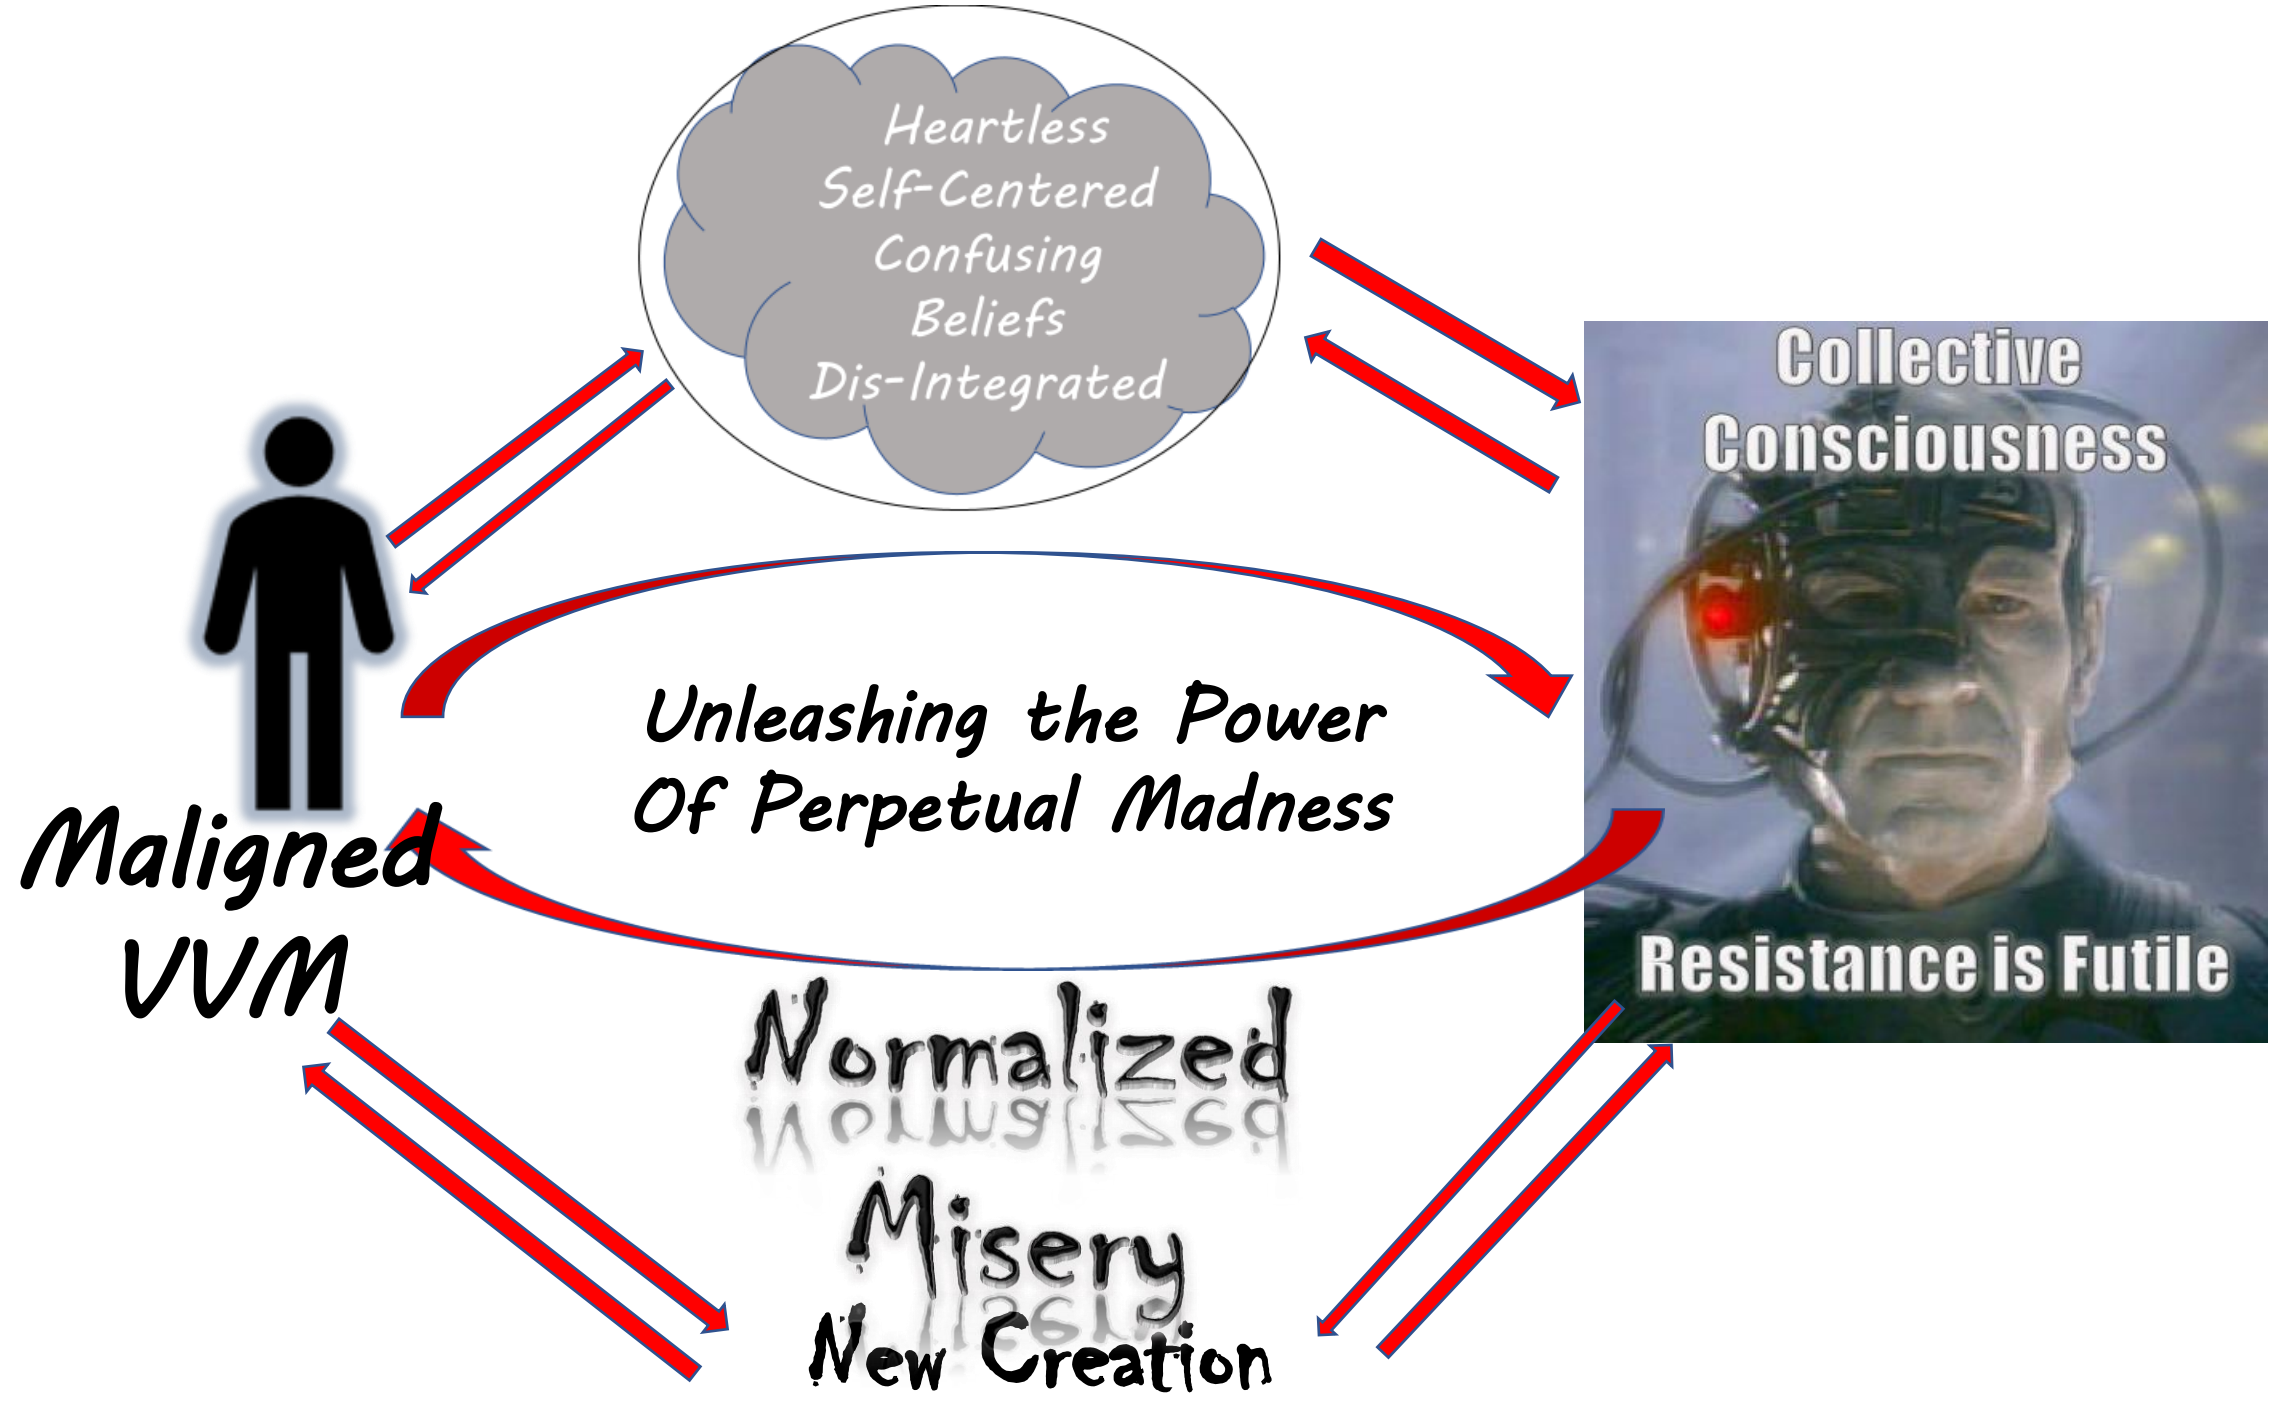 Heartless
Self-Centered
Confusing
Beliefs
Dis-Integrated
Collective
Consciousness
Resistance is Futile
Unleashing the Power
Of Perpetual Madness
Maligned
VVM
Normalized
Misery
New Creation